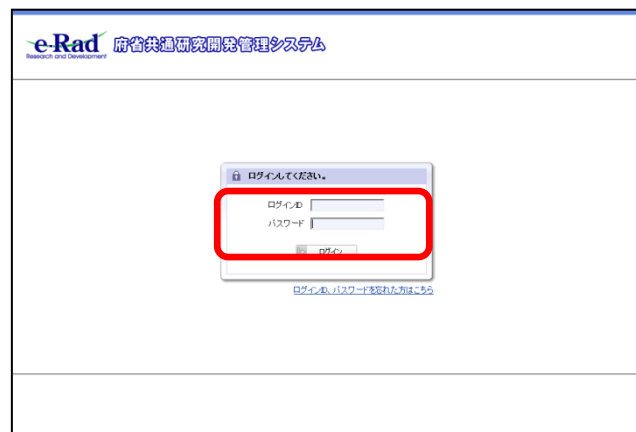 e-Rad
Research and Development
府省共通研究開発管理システム
ログインしてください。
ログインID
パスワード
ログイン
ログインID、パスワードを忘れた方はこちら